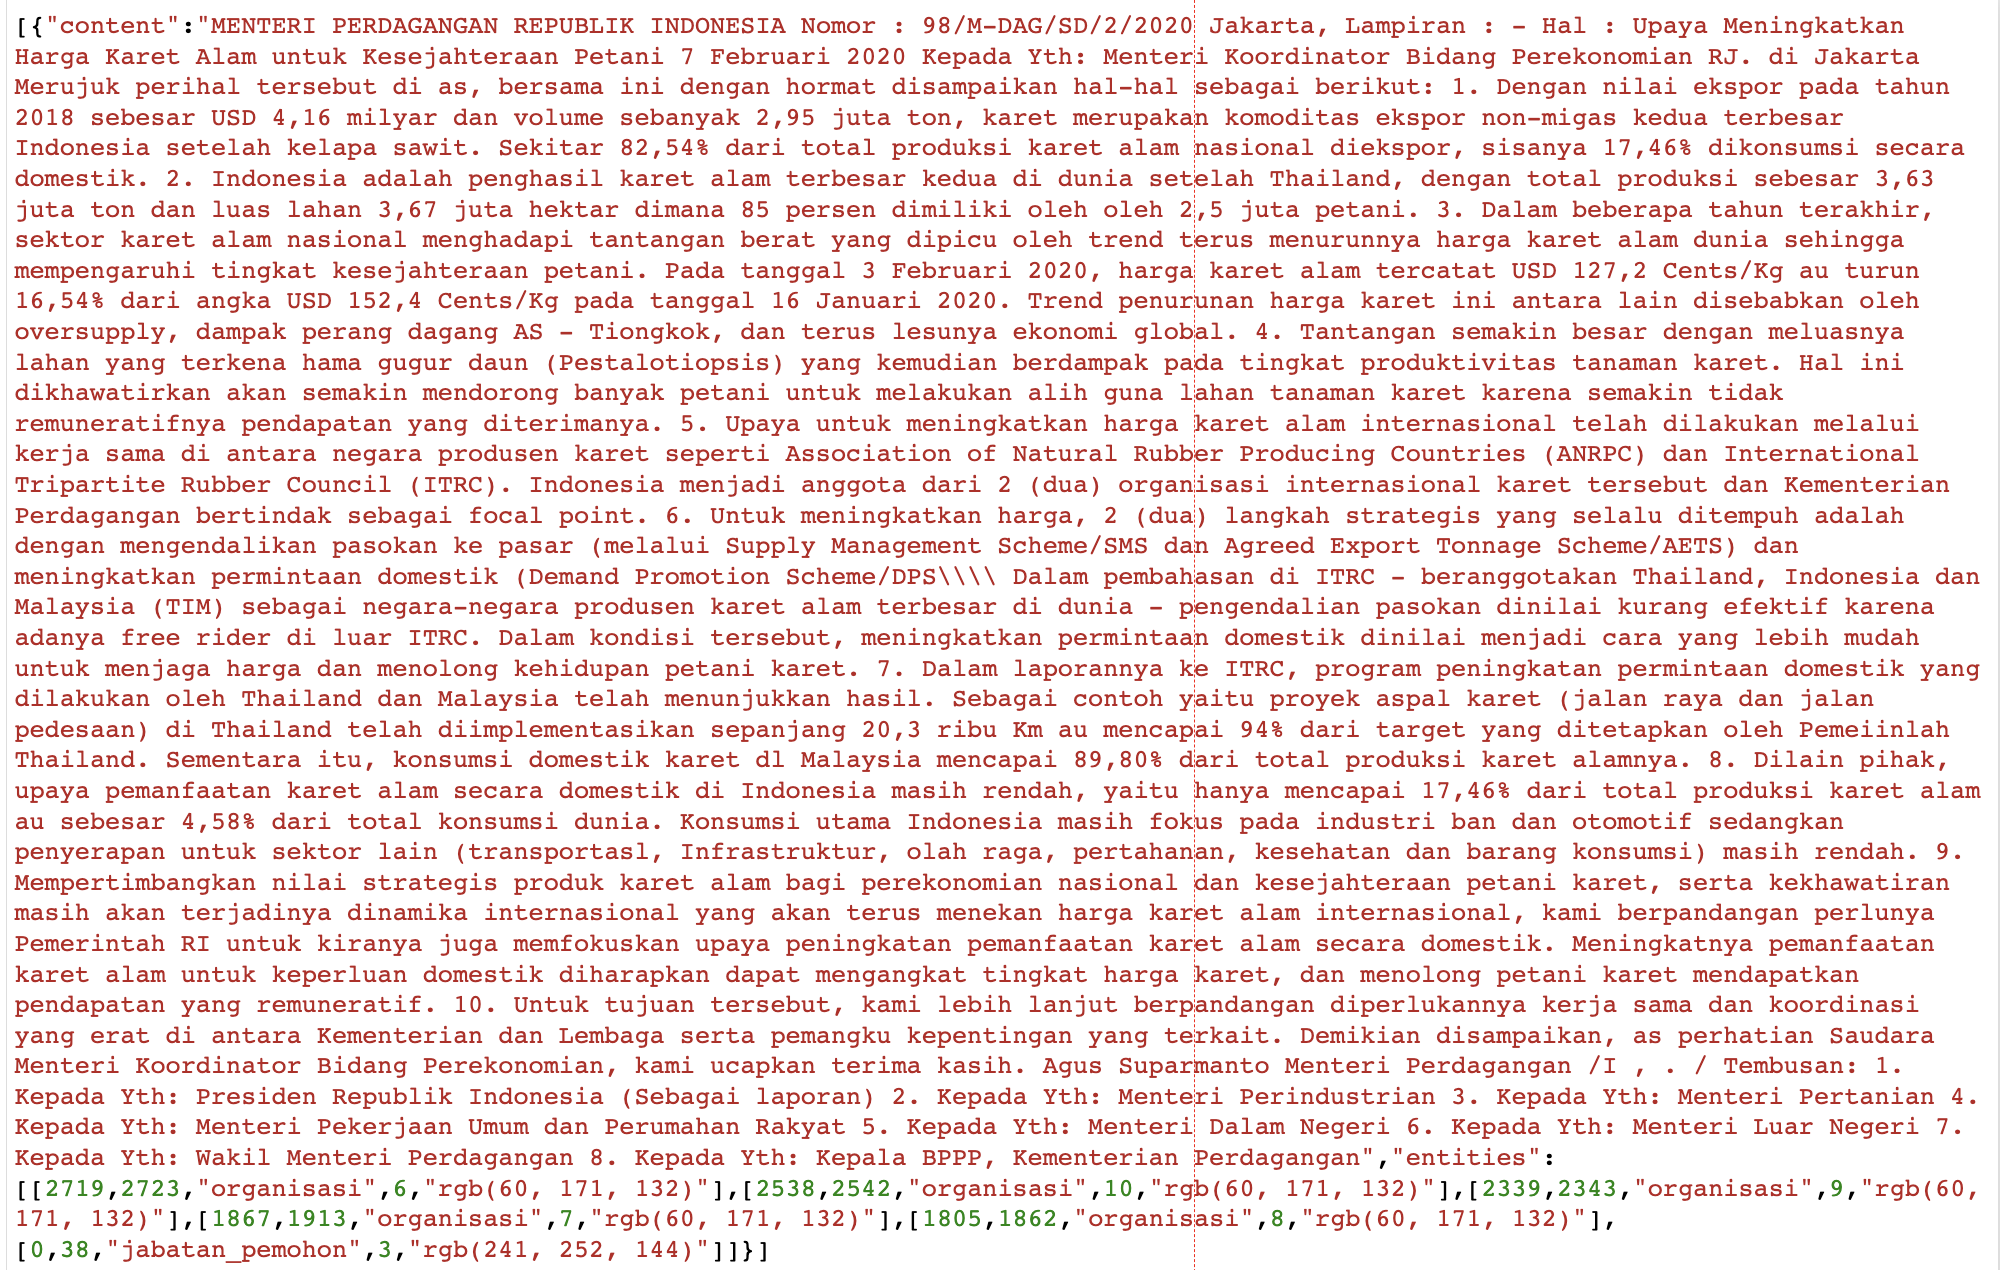 [{"content":"MENTERI PERDAGANGAN REPUBLIK INDONESIA Nomor : 98/M-DAG/SD/2/2020 Jakarta, Lampiran : - Hal : Upaya Meningkatkan
Harga Karet Alam untuk Kesejahteraan Petani 7 Februari 2020 Kepada Yth: Menteri Koordinator Bidang Perekonomian RJ. di Jakarta
Merujuk perihal tersebut di as, bersama ini dengan hormat disampaikan hal-hal sebagai berikut: 1. Dengan nilai ekspor pada tahun
2018 sebesar USD 4,16 milyar dan volume sebanyak 2,95 juta ton, karet merupakan komoditas ekspor non-migas kedua terbesar
Indonesia setelah kelapa sawit. Sekitar 82,54% dari total produksi karet alam nasional diekspor, sisanya 17,46% dikonsumsi secara
domestik. 2. Indonesia adalah penghasil karet alam terbesar kedua di dunia setelah Thailand, dengan total produksi sebesar 3,63
juta ton dan luas lahan 3,67 juta hektar dimana 85 persen dimiliki oleh oleh 2,5 juta petani. 3. Dalam beberapa tahun terakhir,
sektor karet alam nasional menghadapi tantangan berat yang dipicu oleh trend terus menurunnya harga karet alam dunia sehingga
mempengaruhi tingkat kesejahteraan petani. Pada tanggal 3 Februari 2020, harga karet alam tercatat USD 127,2 Cents/Kg au turun
16,54% dari angka USD 152,4 Cents/Kg pada tanggal 16 Januari 2020. Trend penurunan harga karet ini antara lain disebabkan oleh
oversupply, dampak perang dagang AS - Tiongkok, dan terus lesunya ekonomi global. 4. Tantangan semakin besar dengan meluasnya
lahan yang terkena hama gugur daun (Pestalotiopsis) yang kemudian berdampak pada tingkat produktivitas tanaman karet. Hal ini
dikhawatirkan akan semakin mendorong banyak petani untuk melakukan alih guna lahan tanaman karet karena semakin tidak
remuneratifnya pendapatan yang diterimanya. 5. Upaya untuk meningkatkan harga karet alam internasional telah dilakukan melalui
kerja sama di antara negara produsen karet seperti Association of Natural Rubber Producing Countries (ANRPC) dan International
Tripartite Rubber Council (ITRC). Indonesia menjadi anggota dari 2 (dua) organisasi internasional karet tersebut dan Kementerian
Perdagangan bertindak sebagai focal point. 6. Untuk meningkatkan harga, 2 (dua) langkah strategis yang selalu ditempuh adalah
dengan mengendalikan pasokan ke pasar (melalui Supply Management Scheme/SMS dan Agreed Export Tonnage Scheme/AETS) dan
meningkatkan permintaan domestik (Demand Promotion Scheme/DPS\\\\ Dalam pembahasan di ITRC - beranggotakan Thailand, Indonesia dan
Malaysia (TIM) sebagai negara-negara produsen karet alam terbesar di dunia - pengendalian pasokan dinilai kurang efektif karena
adanya free rider di luar ITRC. Dalam kondisi tersebut, meningkatkan permintaan domestik dinilai menjadi cara yang lebih mudah
untuk menjaga harga dan menolong kehidupan petani karet. 7. Dalam laporannya ke ITRC, program peningkatan permintaan domestik yang
dilakukan oleh Thailand dan Malaysia telah menunjukkan hasil. Sebagai contoh yaitu proyek aspal karet (jalan raya dan jalan
pedesaan) di Thailand telah diimplementasikan sepanjang 20,3 ribu Km au mencapai 94% dari target yang ditetapkan oleh Pemeiinlah
Thailand. Sementara itu, konsumsi domestik karet dl Malaysia mencapai 89,80% dari total produksi karet alamnya. 8. Dilain pihak,
upaya pemanfaatan karet alam secara domestik di Indonesia masih rendah, yaitu hanya mencapai 17,46% dari total produksi karet alam
au sebesar 4,58% dari total konsumsi dunia. Konsumsi utama Indonesia masih fokus pada industri ban dan otomotif sedangkan
penyerapan untuk sektor lain (transportasl, Infrastruktur, olah raga, pertahanan, kesehatan dan barang konsumsi) masih rendah. 9.
Mempertimbangkan nilai strategis produk karet alam bagi perekonomian nasional dan kesejahteraan petani karet, serta kekhawatiran
masih akan terjadinya dinamika internasional yang akan terus menekan harga karet alam internasional, kami berpandangan perlunya
Pemerintah RI untuk kiranya juga memfokuskan upaya peningkatan pemanfaatan karet alam secara domestik. Meningkatnya pemanfaatan
karet alam untuk keperluan domestik diharapkan dapat mengangkat tingkat harga karet, dan menolong petani karet mendapatkan
pendapatan yang remuneratif. 10. Untuk tujuan tersebut, kami lebih lanjut berpandangan diperlukannya kerja sama dan koordinasi
yang erat di antara Kementerian dan Lembaga serta pemangku kepentingan yang terkait. Demikian disampaikan, as perhatian Saudara
Menteri Koordinator Bidang Perekonomian, kami ucapkan terima kasih. Agus Suparmanto Menteri Perdagangan /I , . / Tembusan: 1.
Kepada Yth: Presiden Republik Indonesia (Sebagai laporan) 2. Kepada Yth: Menteri Perindustrian 3. Kepada Yth: Menteri Pertanian 4.
Kepada Yth: Menteri Pekerjaan Umum dan Perumahan Rakyat 5. Kepada Yth: Menteri Dalam Negeri 6. Kepada Yth: Menteri Luar Negeri 7.
Kepada Yth: Wakil Menteri Perdagangan 8. Kepada Yth: Kepala BPPP, Kementerian Perdagangan","entities":
[[2719,2723,"organisasi",6,"rgb(60, 171, 132)"],[2538,2542,"organisasi",10,"rgb(60, 171, 132)"],[2339,2343,"organisasi",9,"rgb(60,
171, 132)"],[1867,1913,"organisasi",7,"rgb(60, 171, 132)"],[1805,1862,"organisasi",8,"rgb(60, 171, 132)"],
[0,38,"jabatan_pemohon",3,"rgb(241, 252, 144)"]]}]